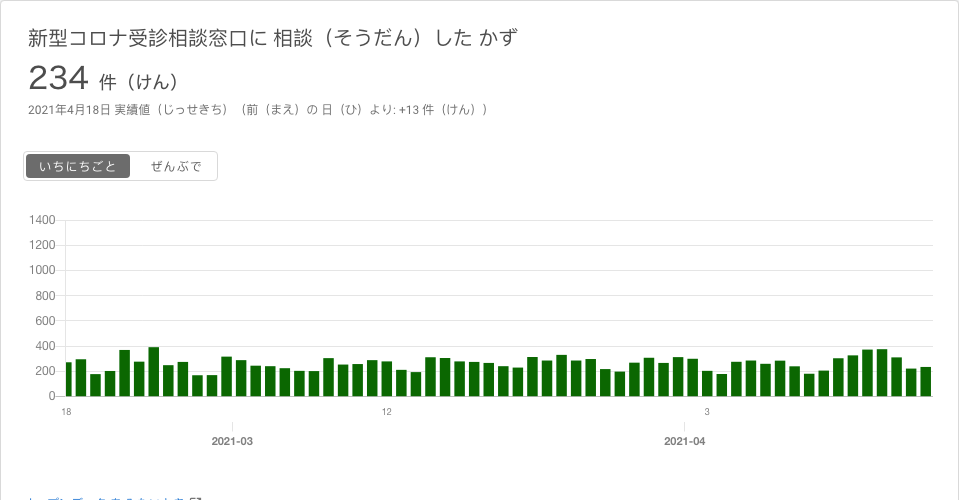 新型コロナ受診相談窓口に 相談（そうだん）した かず
234 件（けん）
2021年4月18日 実績値（じっせきち）（前（まえ）の 日（ひ）より: +13 件（けん））
いちにちごと ぜんぶで
1400
1200
1000
800
600
400
200
0
18 12 3
2021-03 2021-04